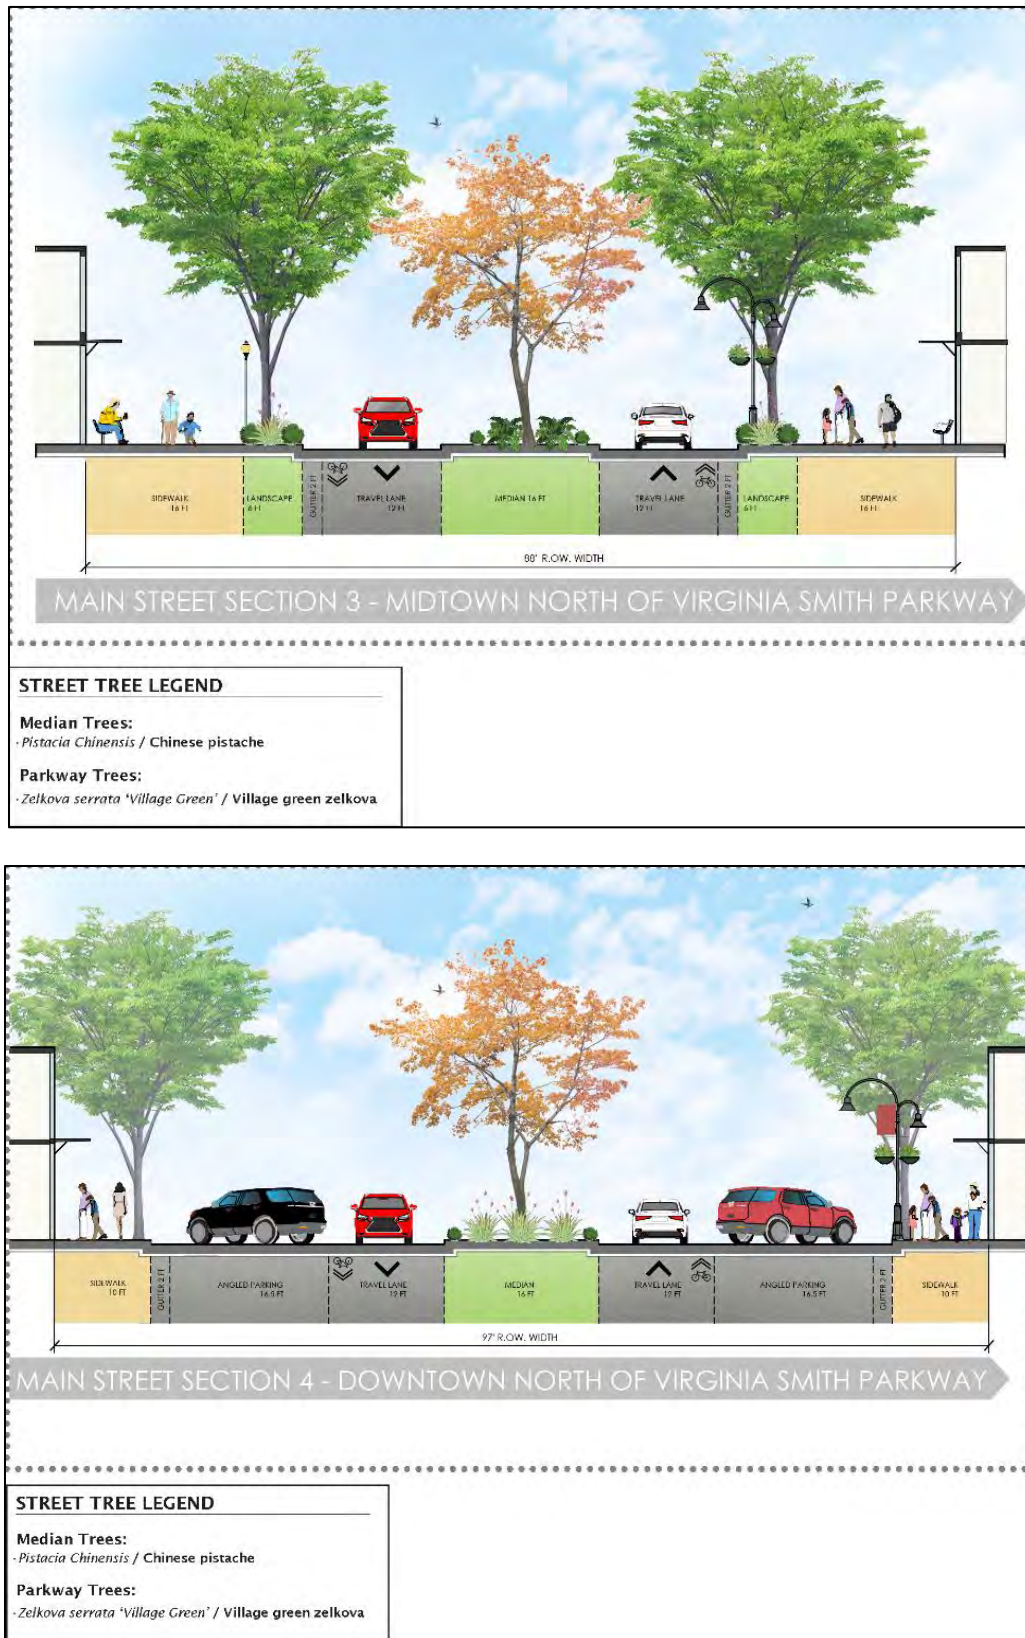 SIDEWALK
16 FT
LANDSCAPE
6 FT
GUTTER 2 FT
TRAVEL LANE
12 FT
MEDIAN 16 FT
TRAVEL LANE
12 FT
GUTTER 2 FT
LANDSCAPE
6 FT
SIDEWALK
16 FT
88' R.OW. WIDTH
MAIN STREET SECTION 3 - MIDTOWN NORTH OF VIRGINIA SMITH PARKWAY
STREET TREE LEGEND
Median Trees:
·Pistacia Chinensis / Chinese pistache
Parkway Trees:
·Zelkova serrata ‘Village Green’ / Village green zelkova
SIDEWALK
10 FT
GUTTER 2 FT
ANGLED PARKING
16.5 FT
TRAVEL LANE
12 FT
MEDIAN
16 FT
TRAVEL LANE
12 FT
ANGLED PARKING
16.5 FT
GUTTER 2 FT
SIDEWALK
10 FT
97' R.OW. WIDTH
MAIN STREET SECTION 4 - DOWNTOWN NORTH OF VIRGINIA SMITH PARKWAY
STREET TREE LEGEND
Median Trees:
·Pistacia Chinensis / Chinese pistache
Parkway Trees:
·Zelkova serrata ‘Village Green’ / Village green zelkova